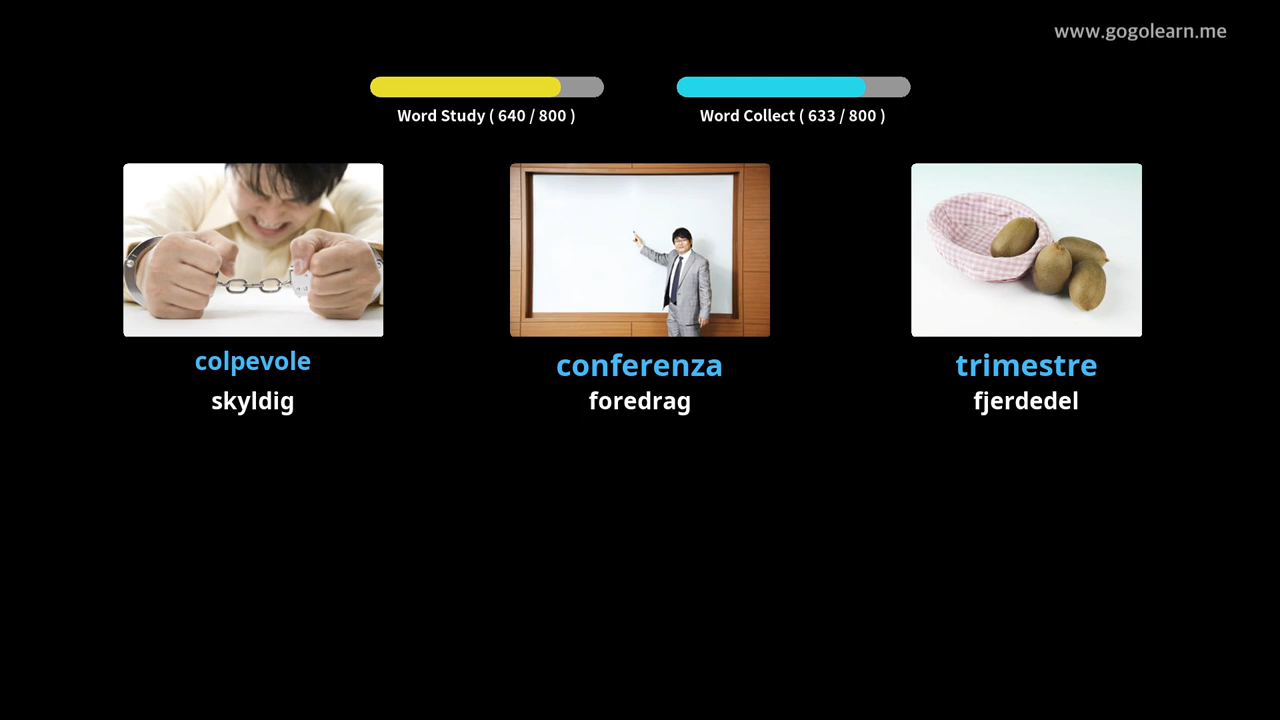 www.gogolearn.me
Word Study ( 640 / 800 )
Word Collect ( 633 / 800 )
colpevole
skyldig
conferenza
foredrag
trimestre
fjerdedel